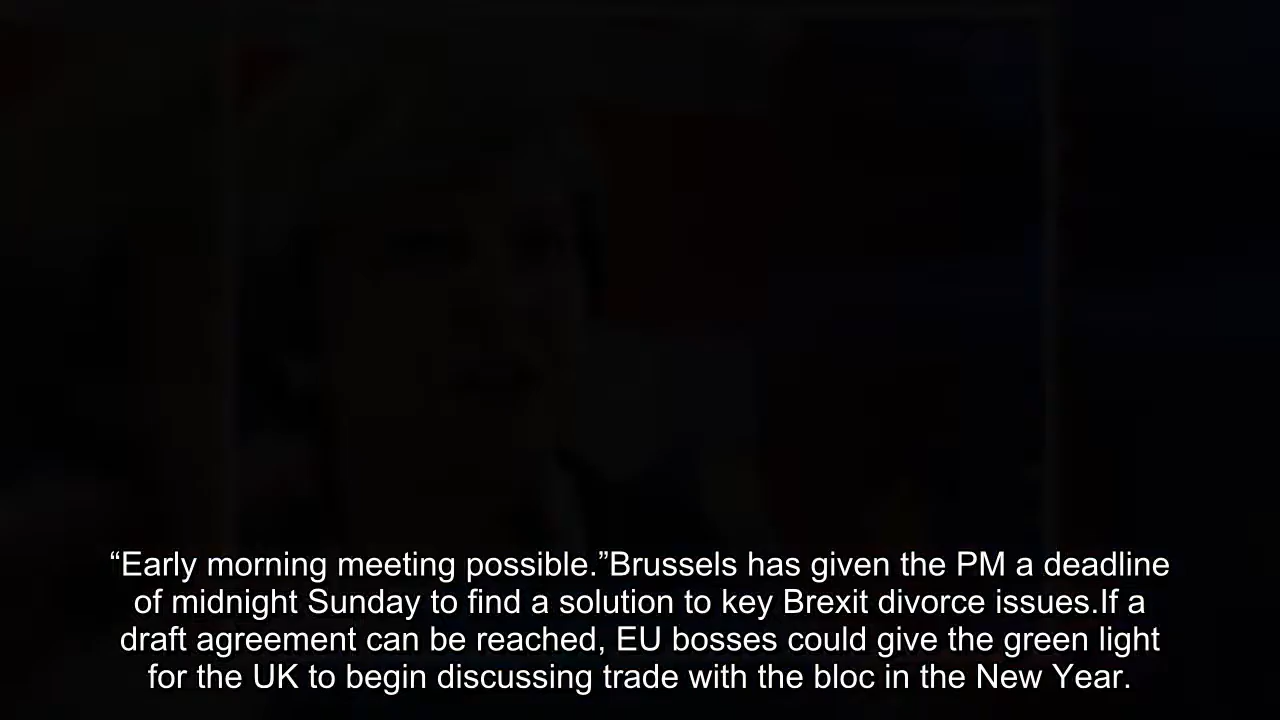 “Early morning meeting possible.”Brussels has given the PM a deadline
of midnight Sunday to find a solution to key Brexit divorce issues.If a
draft agreement can be reached, EU bosses could give the green light
for the UK to begin discussing trade with the bloc in the New Year.